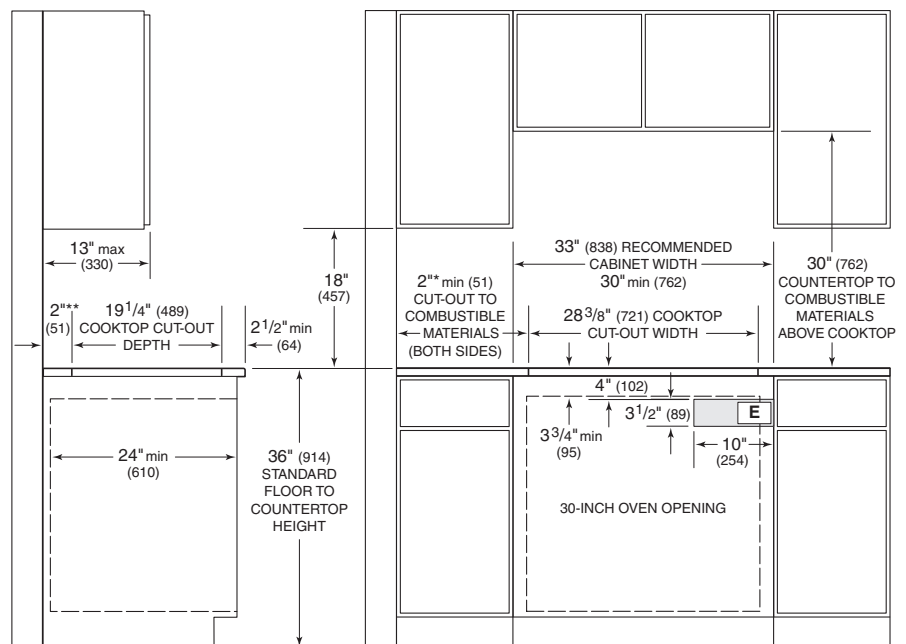 13" max
(330)
2"**
(51)
19 1/4" (489)
COOKTOP CUT-OUT
DEPTH
2 1/2" min
(64)
18"
(457)
24" min
(610)
36" (914)
STANDARD
FLOOR TO
COUNTERTOP
HEIGHT
2"* min (51)
CUT-OUT TO
COMBUSTIBLE
MATERIALS
(BOTH SIDES)
33" (838) RECOMMENDED
CABINET WIDTH
30" min (762)
28 3/8" (721) COOKTOP
CUT-OUT WIDTH
30" (762)
COUNTERTOP TO
COMBUSTIBLE
MATERIALS
ABOVE COOKTOP
4" (102)
3 1/2" (89)
E
3 3/4" min
(95)
10"
(254)
30-INCH OVEN OPENING